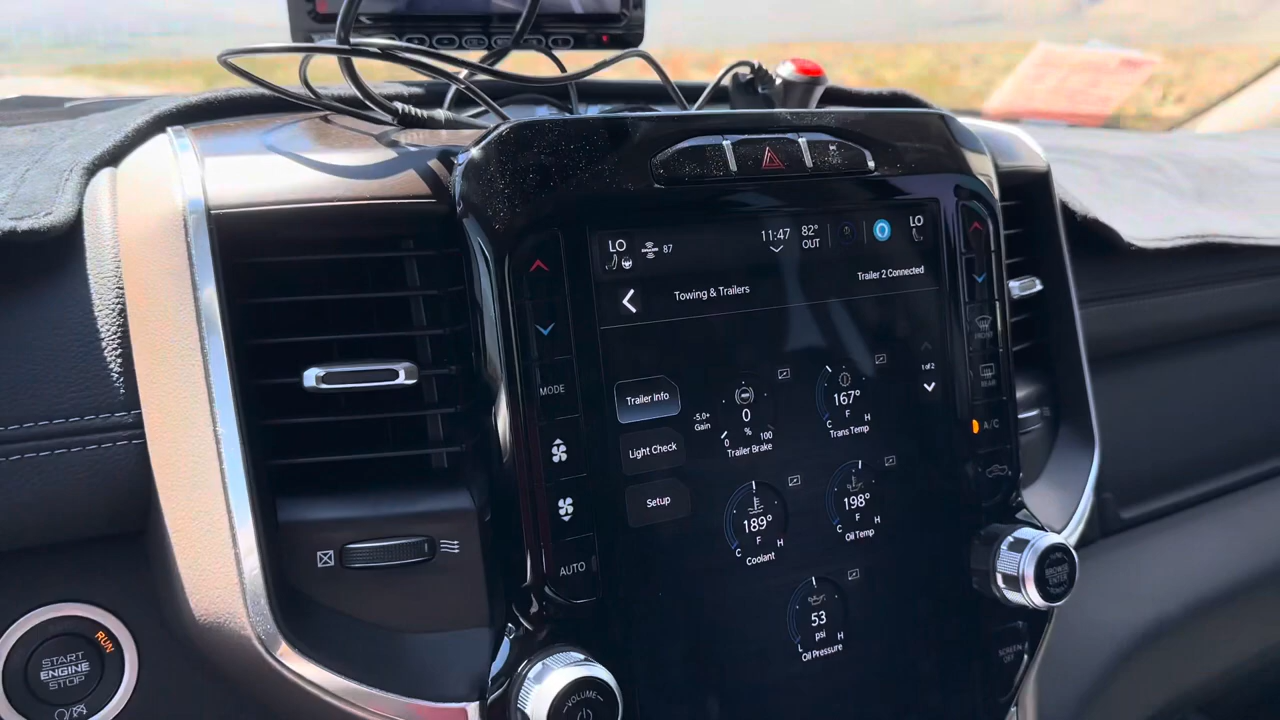 LO
87
11:47
82°
OUT
LO
Trailer 2 Connected
Towing & Trailers
1 of 2
Trailer Info
Light Check
Setup
-5.0+
Gain
0
%
0
100
Trailer Brake
167°
F
C
H
Trans Temp
189°
F
C
H
Coolant
198°
F
C
H
Oil Temp
53
psi
L
H
Oil Pressure
MODE
AUTO
FRONT
REAR
A/C
BROWSE
ENTER
SCREEN
OFF
VOLUME
RUN
START
ENGINE
STOP